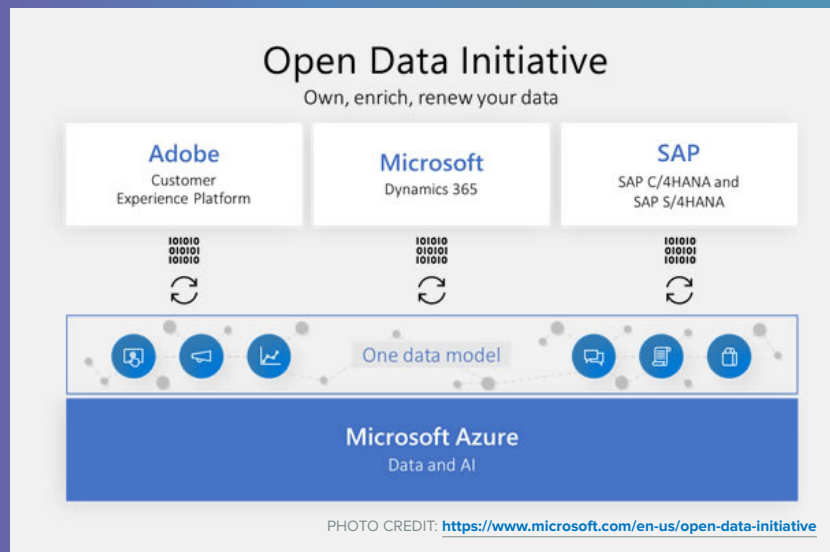 Open Data Initiative
Own, enrich, renew your data
Adobe
Customer
Experience Platform
Microsoft
Dynamics 365
SAP
SAP C/4HANA and
SAP S/4HANA
101010
010101
101010
101010
010101
101010
101010
010101
101010
One data model
Microsoft Azure
Data and AI
PHOTO CREDIT: https://www.microsoft.com/en-us/open-data-initiative